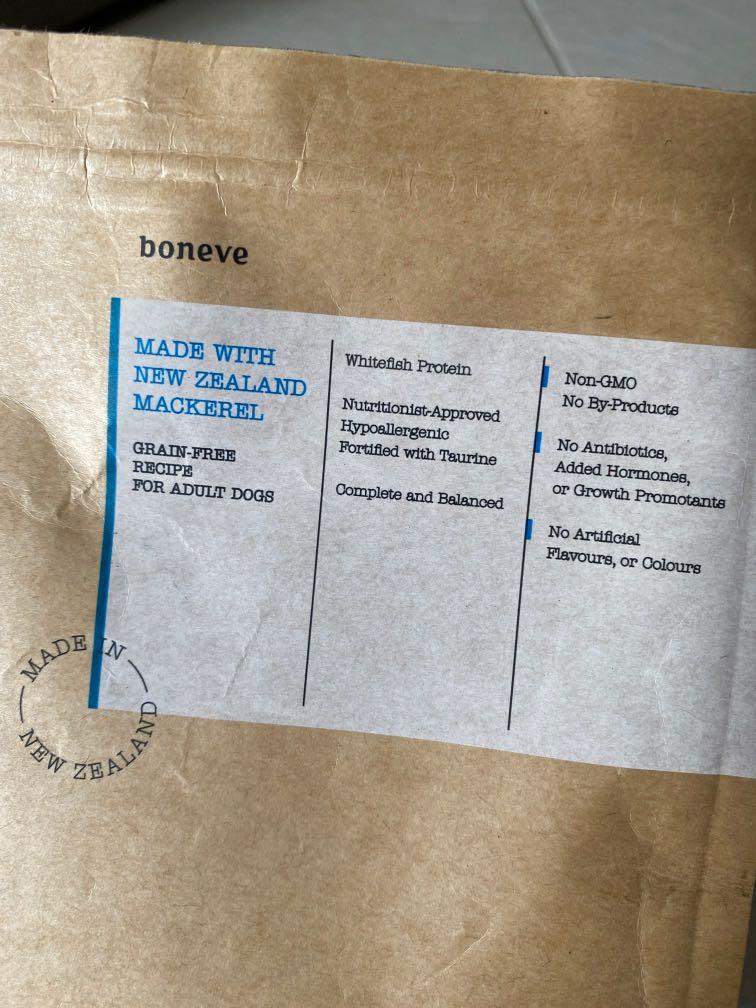 boneve
MADE WITH
NEW ZEALAND
MACKEREL
GRAIN-FREE
RECIPE
FOR ADULT DOGS
Whitefish Protein
Nutritionist-Approved
Hypoallergenic
Fortified with Taurine
Complete and Balanced
Non-GMO
No By-Products
No Antibiotics,
Added Hormones,
or Growth Promotants
No Artificial
Flavours, or Colours
MADE IN
NEW ZEALAND